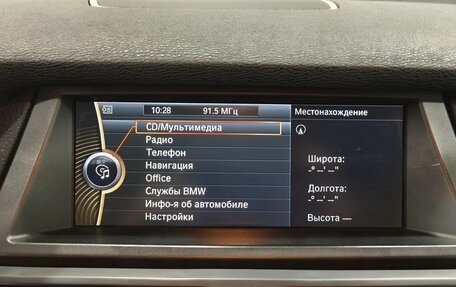 10:28 91.5 МГц
Местонахождение
CD/Мультимедиа
Радио
Телефон
Навигация
Office
Службы BMW
Инфо-я об автомобиле
Настройки
Широта:
--° --' --"
Долгота:
--° --' --"
Высота ---